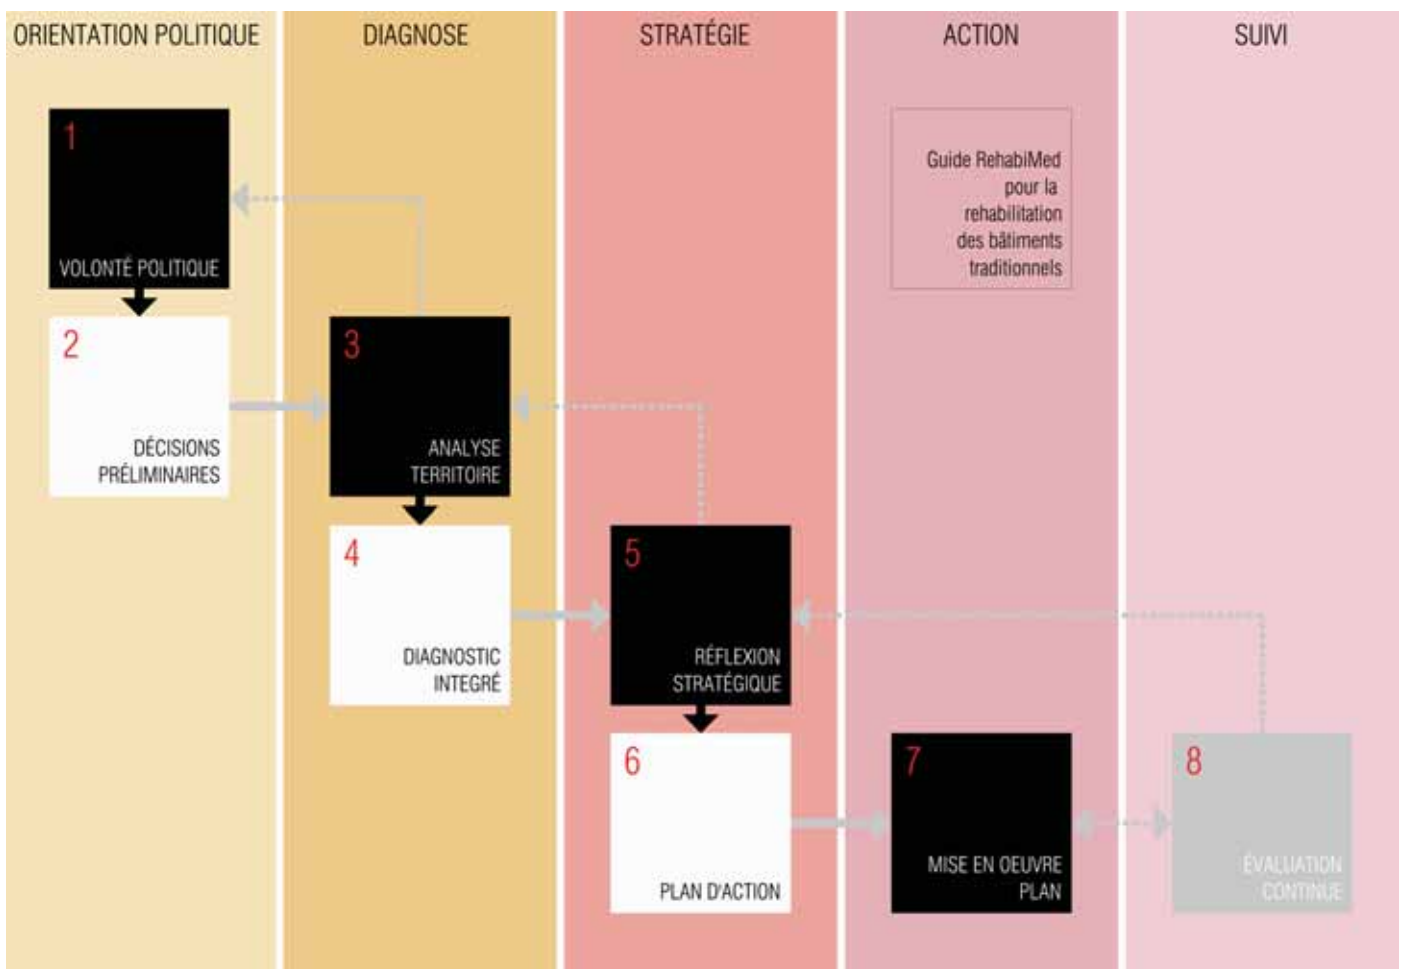 ORIENTATION POLITIQUE
DIAGNOSE
STRATÉGIE
ACTION
SUIVI
1
VOLONTÉ POLITIQUE
Guide RehabiMed
pour la
rehabilitation
des bâtiments
traditionnels
2
DÉCISIONS
PRÉLIMINAIRES
3
ANALYSE
TERRITOIRE
4
DIAGNOSTIC
INTEGRÉ
5
RÉFLEXION
STRATÉGIQUE
6
PLAN D'ACTION
7
MISE EN OEUVRE
PLAN
8
ÉVALUATION
CONTINUE